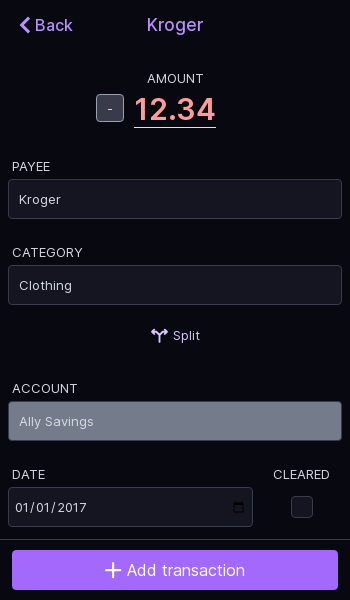 Back
Kroger
AMOUNT
- 12.34
PAYEE
Kroger
CATEGORY
Clothing
Split
ACCOUNT
Ally Savings
DATE
CLEARED
01/01/2017
Add transaction